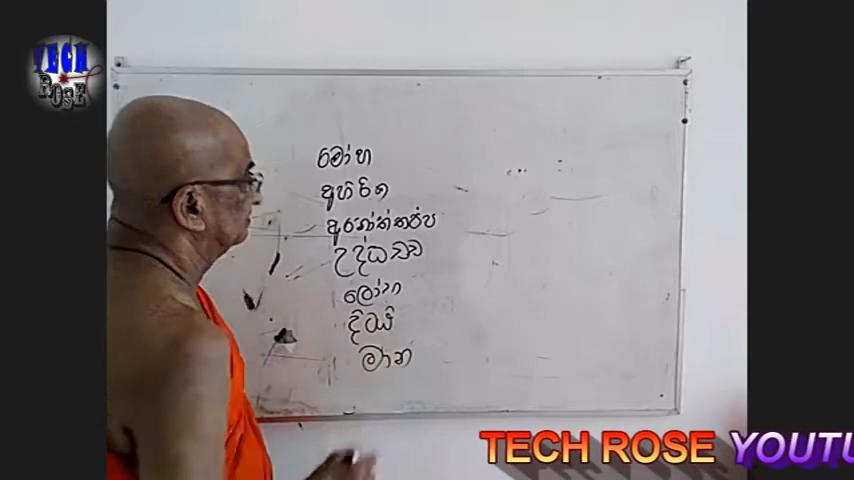 TECH
ROSE
මෝහ
අහිරික
අනොත්තප්ප
උද්ධච්ච
ලෝභ
දිට්ඨි
මාන
TECH ROSE YOUTU